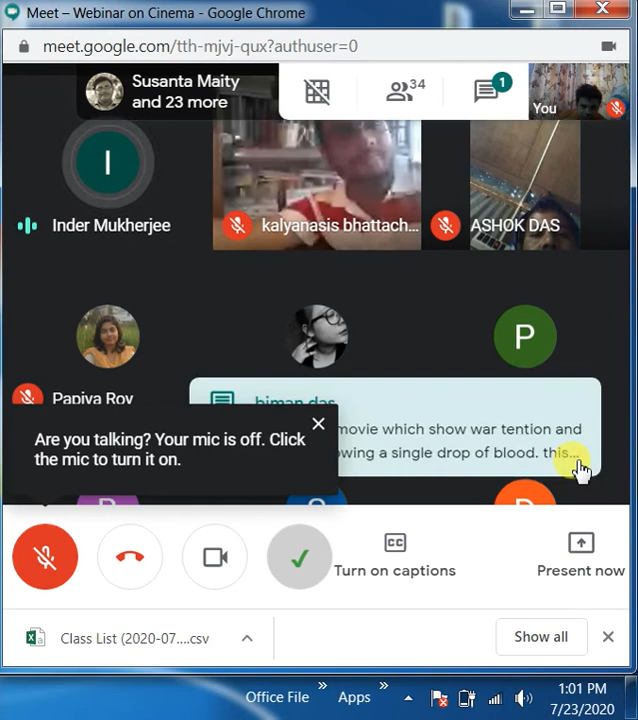 Meet – Webinar on Cinema - Google Chrome
meet.google.com/tth-mjvj-qux?authuser=0
Susanta Maity
and 23 more
34
1
You
I
Inder Mukherjee
kalyanasis bhattach...
ASHOK DAS
P
Papiya Roy
biman das
movie which show war tention and
owing a single drop of blood. this...
Are you talking? Your mic is off. Click
the mic to turn it on.
Turn on captions
Present now
Class List (2020-07....csv
Show all
Office File
»
Apps
»
1:01 PM
7/23/2020